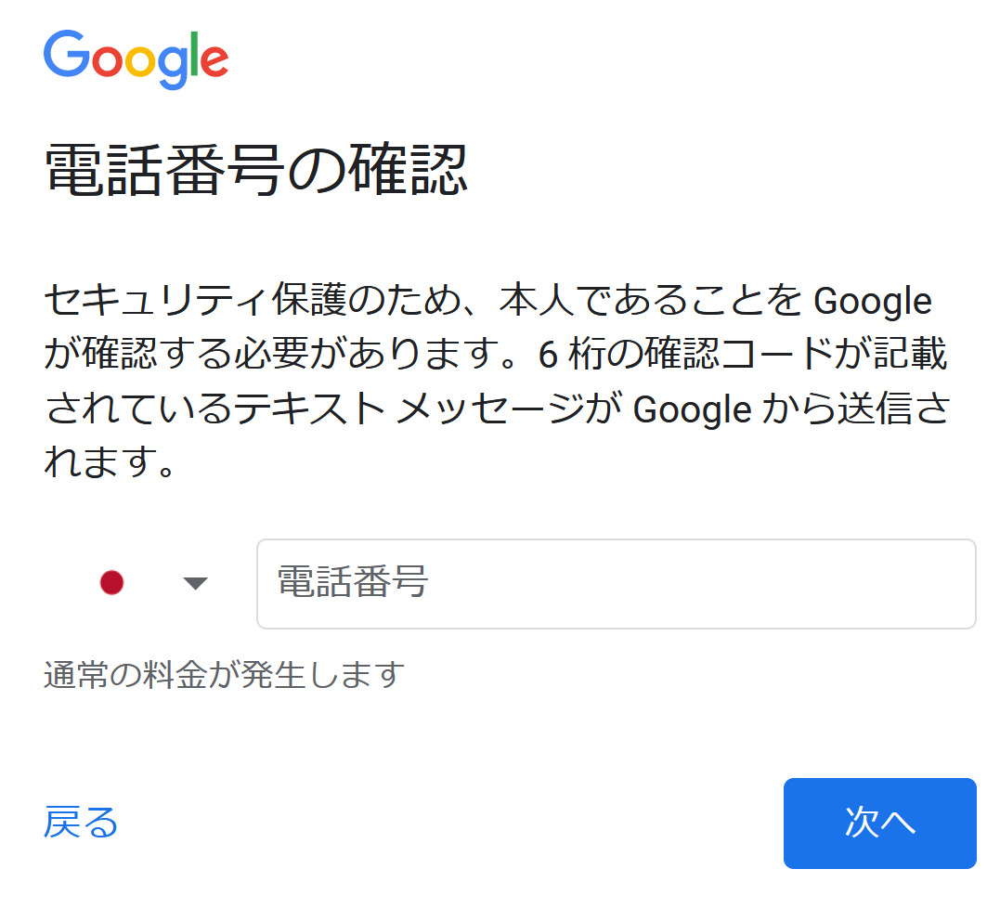 Google
電話番号の確認
セキュリティ保護のため、本人であることを Google
が確認する必要があります。6 桁の確認コードが記載
されているテキスト メッセージが Google から送信さ
れます。
電話番号
通常の料金が発生します
戻る
次へ